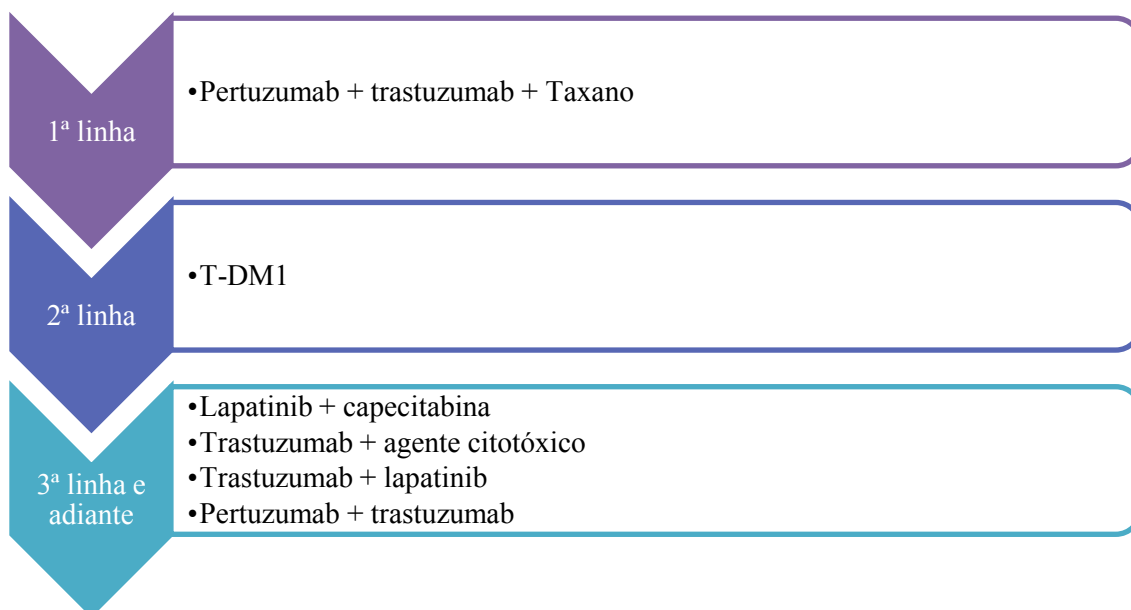 1ª linha
•Pertuzumab + trastuzumab + Taxano
2ª linha
•T-DM1
3ª linha e
adiante
•Lapatinib + capecitabina
•Trastuzumab + agente citotóxico
•Trastuzumab + lapatinib
•Pertuzumab + trastuzumab